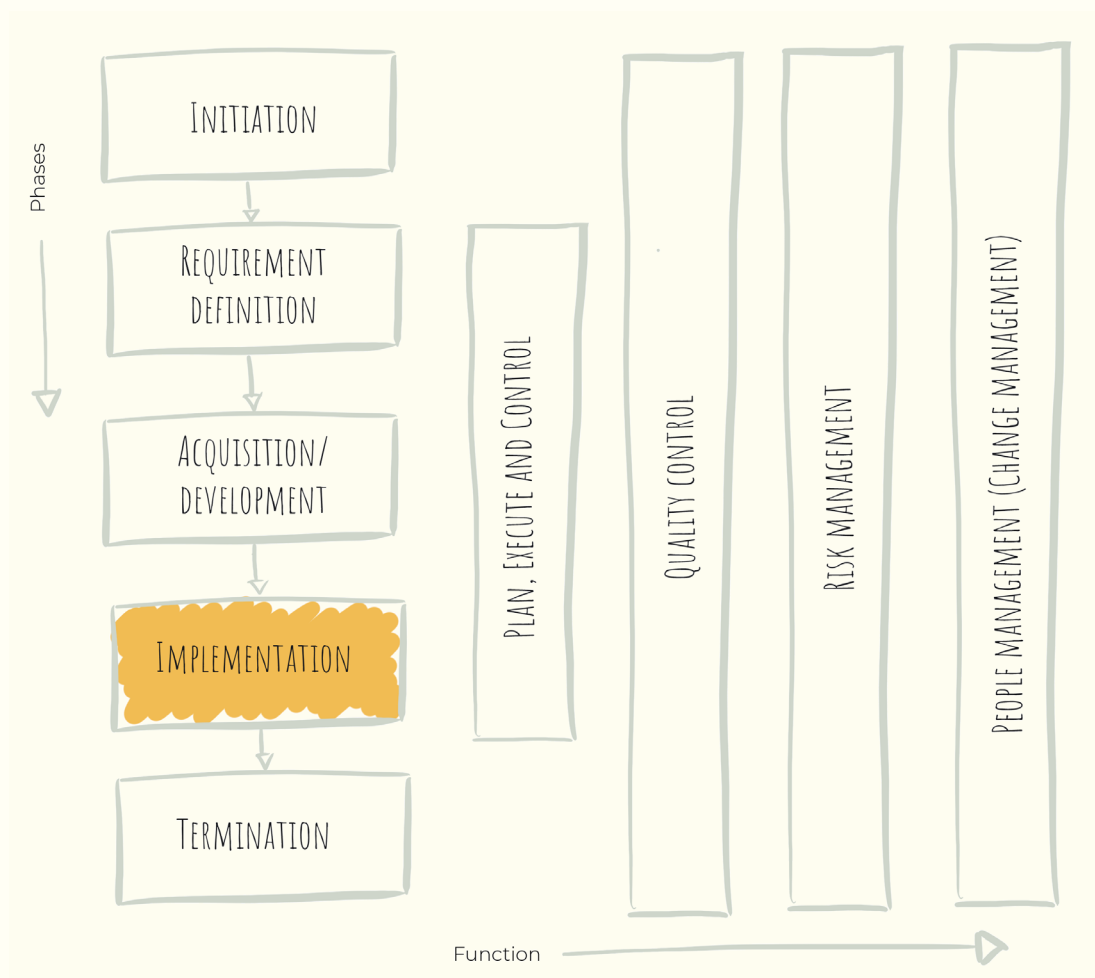 Phases
Initiation
Requirement
definition
Acquisition/
development
Implementation
Termination
Plan, Execute and Control
Quality control
Risk management
People management (Change management)
Function